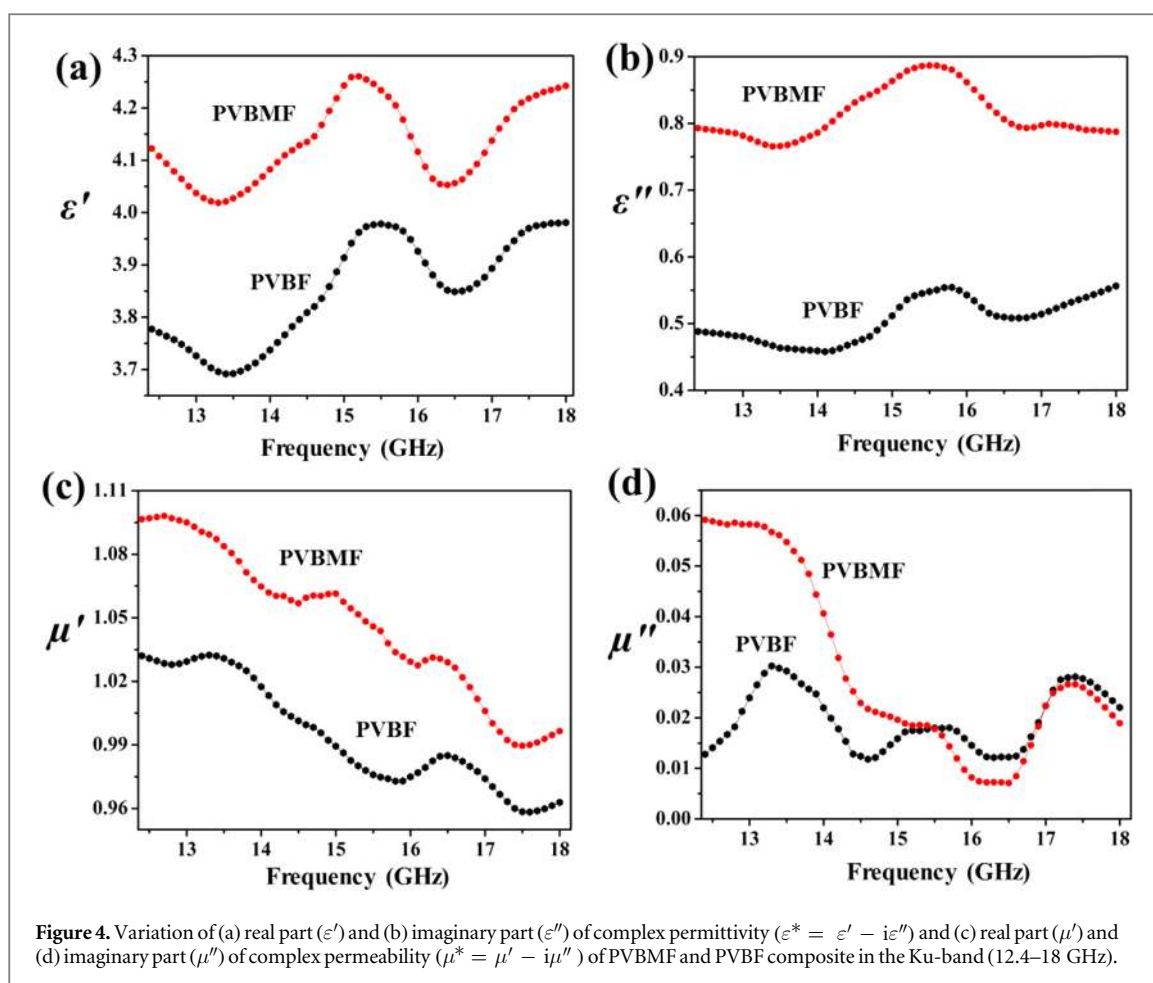 (a)
4.3
4.2
4.1
4.0
3.9
3.8
3.7
ε′
PVBMF
PVBF
13 14 15 16 17 18
Frequency (GHz)
(b)
0.9
0.8
0.7
0.6
0.5
0.4
ε″
PVBMF
PVBF
13 14 15 16 17 18
Frequency (GHz)
(c)
1.11
1.08
1.05
1.02
0.99
0.96
μ′
PVBMF
PVBF
13 14 15 16 17 18
Frequency (GHz)
(d)
0.06
0.05
0.04
0.03
0.02
0.01
0.00
μ″
PVBMF
PVBF
13 14 15 16 17 18
Frequency (GHz)
Figure 4. Variation of (a) real part (ε′) and (b) imaginary part (ε″) of complex permittivity (ε* = ε′ − iε″) and (c) real part (μ′) and
(d) imaginary part (μ″) of complex permeability (μ* = μ′ − iμ″ ) of PVBMF and PVBF composite in the Ku-band (12.4–18 GHz).